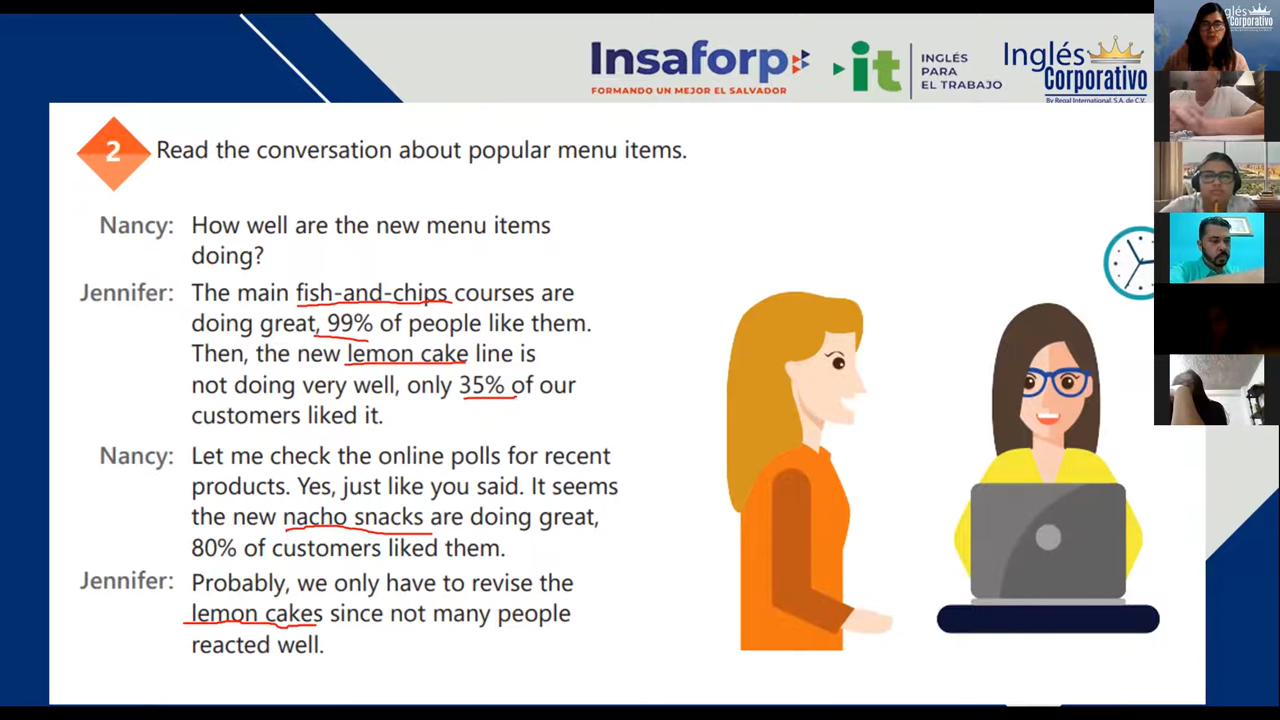 Insaforp
FORMANDO UN MEJOR EL SALVADOR
it
INGLÉS
PARA
EL TRABAJO
Inglés
Corporativo
By Regal International, S.A. de C.V.
glés
Corporativo
2
Read the conversation about popular menu items.
Nancy: How well are the new menu items
doing?
Jennifer: The main fish-and-chips courses are
doing great, 99% of people like them.
Then, the new lemon cake line is
not doing very well, only 35% of our
customers liked it.
Nancy: Let me check the online polls for recent
products. Yes, just like you said. It seems
the new nacho snacks are doing great,
80% of customers liked them.
Jennifer: Probably, we only have to revise the
lemon cakes since not many people
reacted well.